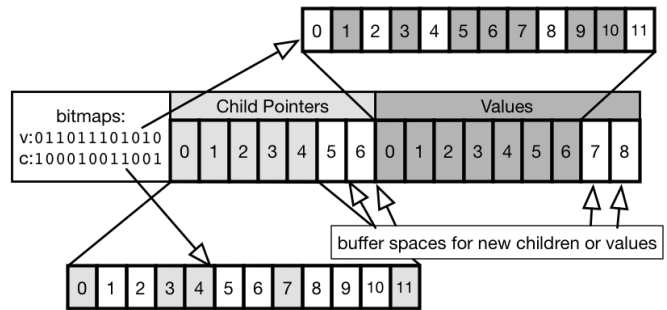 0 1 2 3 4 5 6 7 8 9 10 11
bitmaps:
v:011011101010
c:100010011001
Child Pointers
Values
0 1 2 3 4 5 6 0 1 2 3 4 5 6 7 8
buffer spaces for new children or values
0 1 2 3 4 5 6 7 8 9 10 11